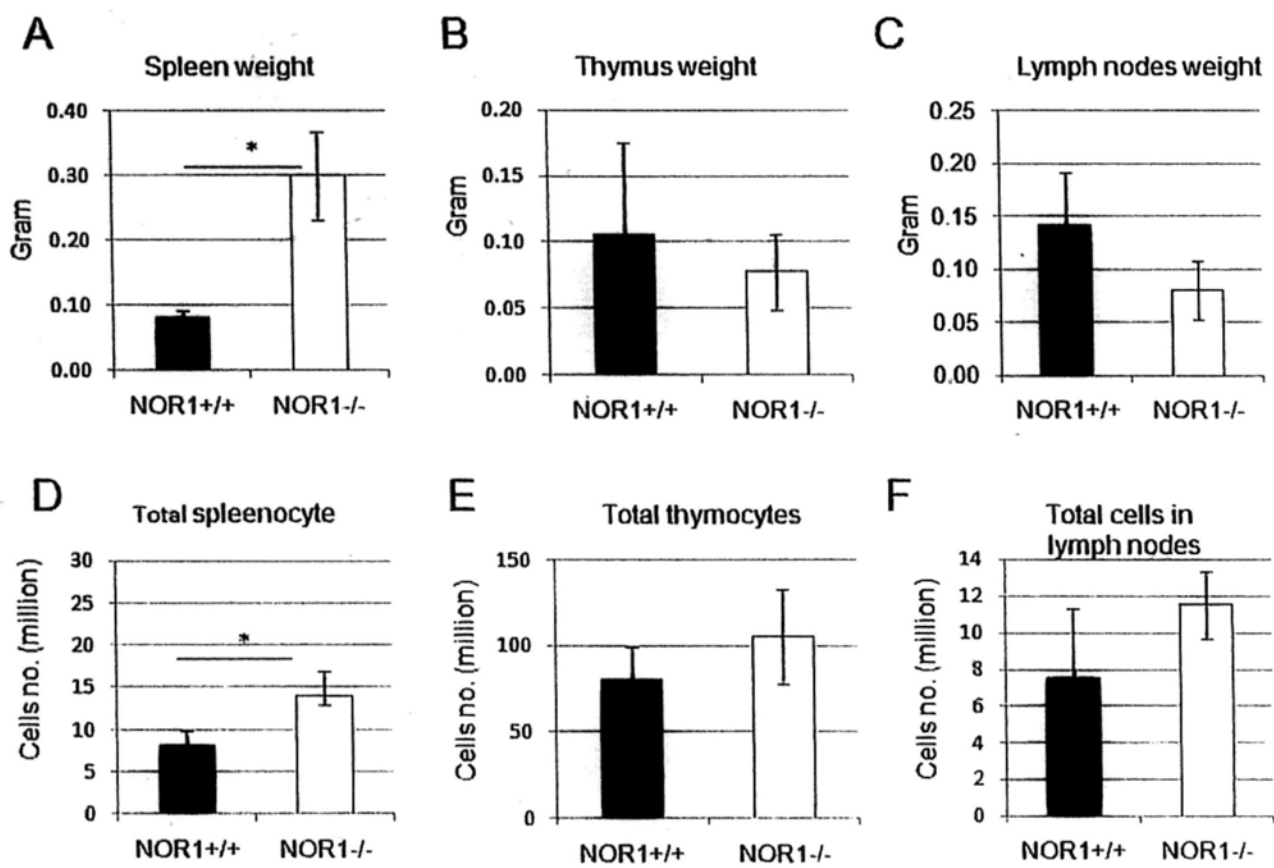 A
Spleen weight
Gram
0.40
0.30
0.20
0.10
0.00
*
NOR1+/+ NOR1-/-
B
Thymus weight
0.20
0.15
0.10
0.05
0.00
NOR1+/+ NOR1-/-
C
Lymph nodes weight
Gram
0.25
0.20
0.15
0.10
0.05
0.00
NOR1+/+ NOR1-/-
D
Total spleenocyte
Cells no. (million)
30
25
20
15
10
5
0
*
NOR1+/+ NOR1-/-
E
Total thymocytes
Cells no. (million)
150
100
50
0
NOR1+/+ NOR1-/-
F
Total cells in
lymph nodes
Cells no. (million)
14
12
10
8
6
4
2
0
NOR1+/+ NOR1-/-